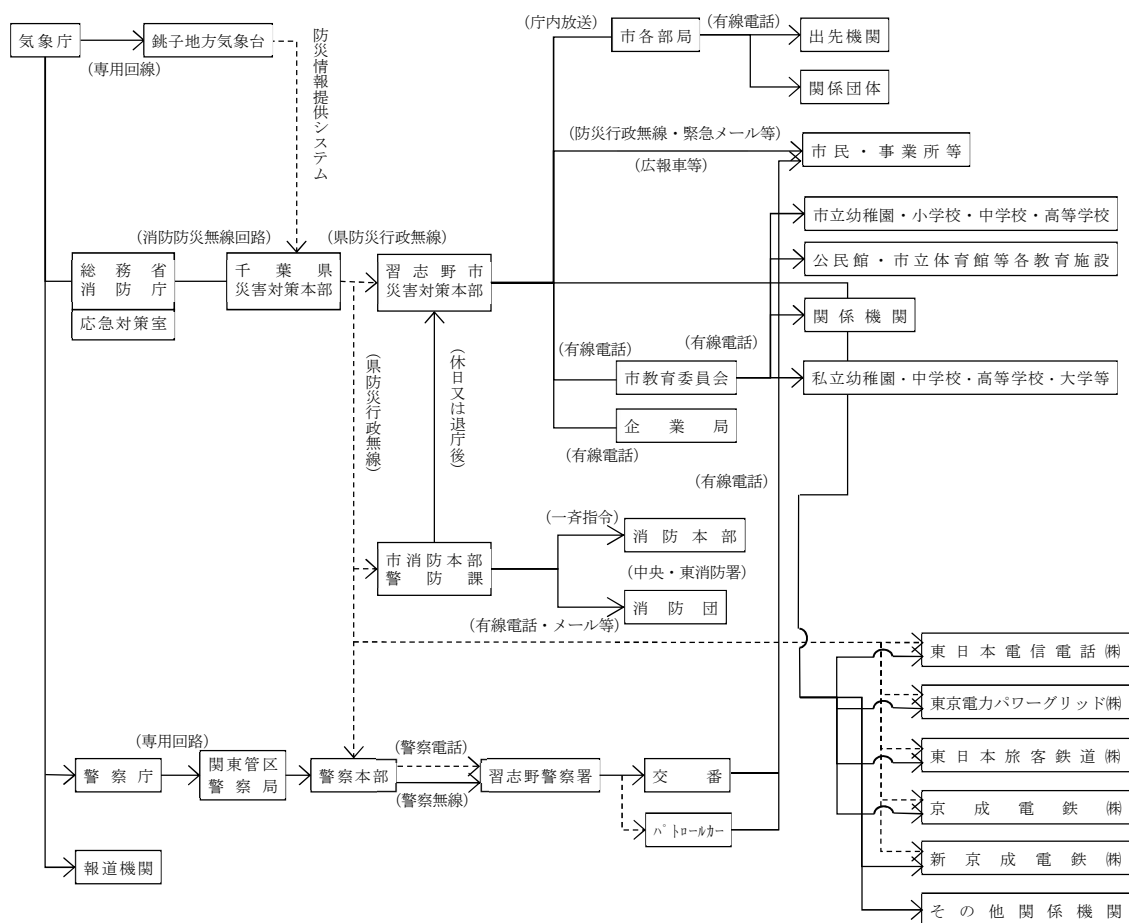 気象庁
銚子地方気象台
(専用回線)
防災情報提供システム
(庁内放送)
市各部局
(有線電話)
出先機関
関係団体
(防災行政無線・緊急メール等)
(広報車等)
市民・事業所等
市立幼稚園・小学校・中学校・高等学校
公民館・市立体育館等各教育施設
関係機関
私立幼稚園・中学校・高等学校・大学等
(消防防災無線回路)
(県防災行政無線)
総務省
消防庁
応急対策室
千葉県
災害対策本部
習志野市
災害対策本部
(県防災行政無線)
(休日又は退庁後)
(有線電話)
(有線電話)
市教育委員会
企業局
(有線電話)
(有線電話)
(一斉指令)
市消防本部
警防課
消防本部
(中央・東消防署)
消防団
(有線電話・メール等)
東日本電信電話㈱
東京電力パワーグリッド㈱
東日本旅客鉄道㈱
京成電鉄㈱
新京成電鉄㈱
その他関係機関
(専用回路)
警察庁
関東管区
警察局
警察本部
(警察電話)
(警察無線)
習志野警察署
交番
パトロールカー
報道機関